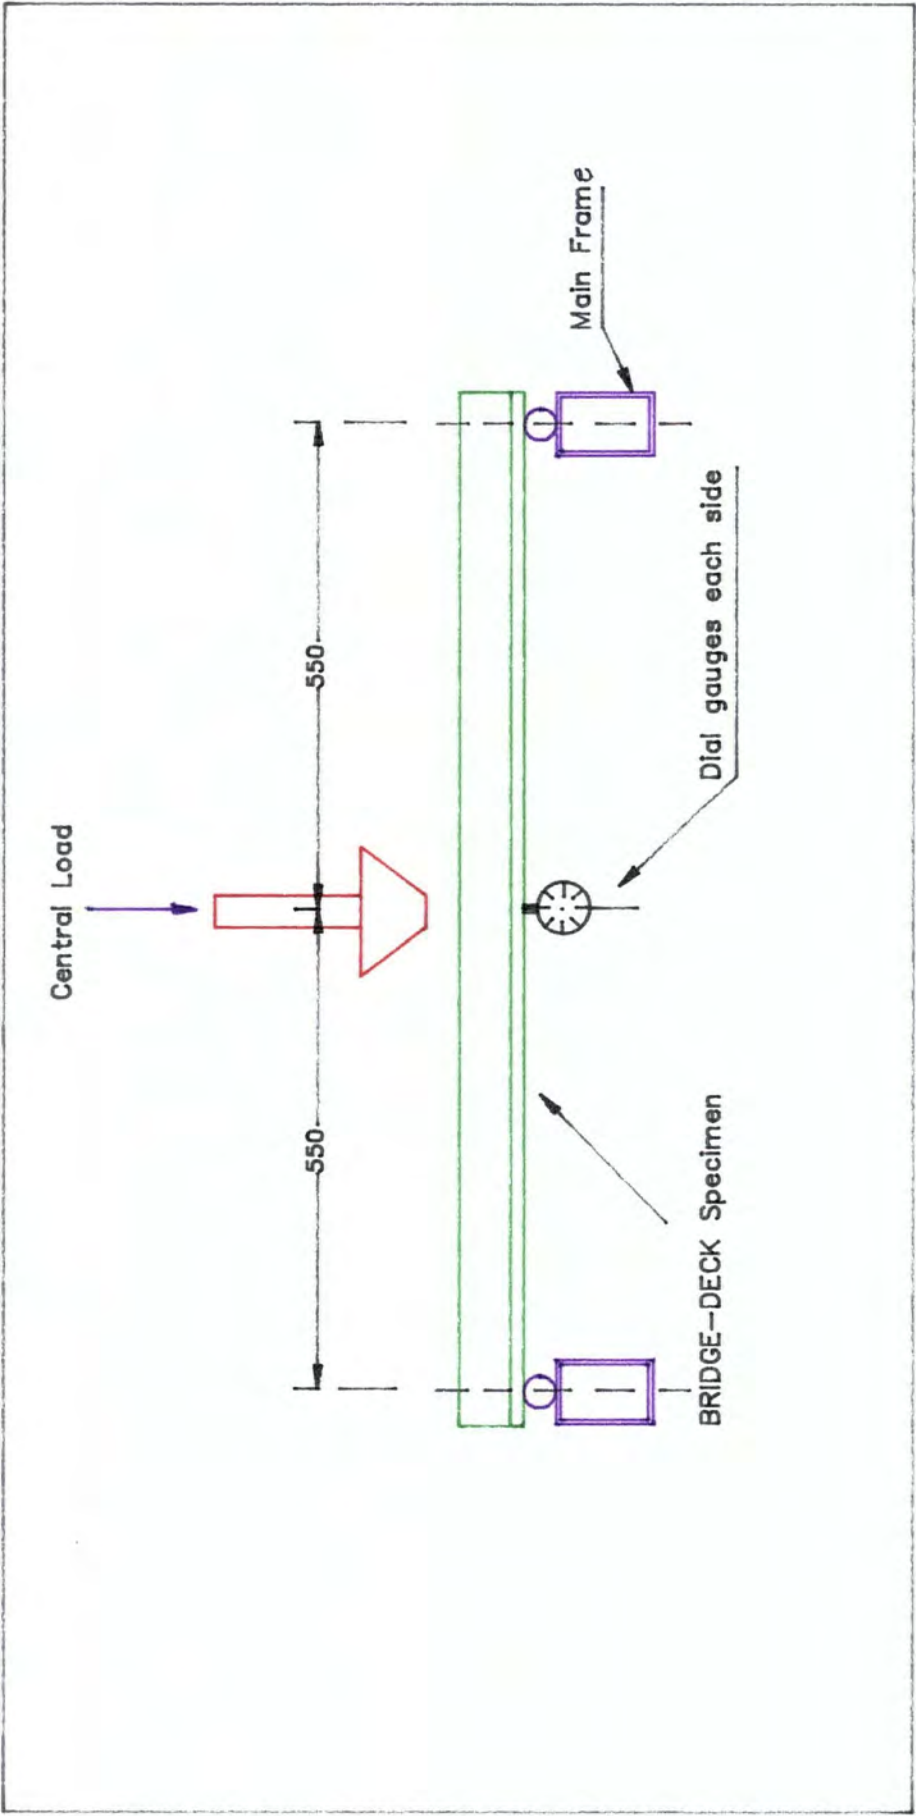 Central Load
550
550
Main Frame
Dial gauges each side
BRIDGE-DECK Specimen